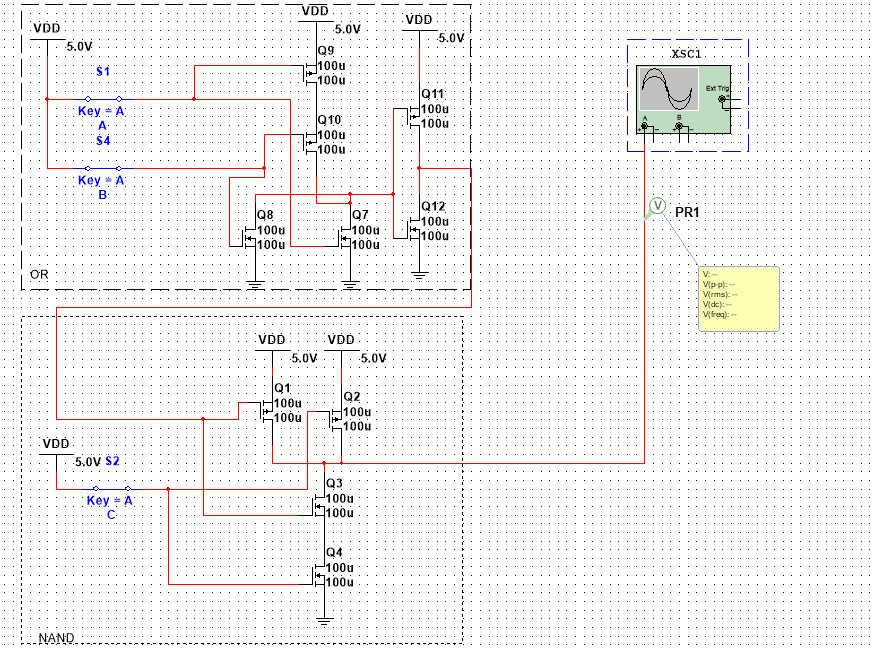 VDD
5.0V
S1
Key = A
A
S4
Key = A
B
VDD
5.0V
Q9
100u
100u
Q10
100u
100u
VDD
5.0V
Q11
100u
100u
Q8
100u
100u
Q7
100u
100u
Q12
100u
100u
OR
XSC1
Ext Trig
+
A
B
+
-
+
-
V
PR1
V: --
V(p-p): --
V(rms): --
V(dc): --
V(freq): --
VDD
5.0V
VDD
5.0V
Q1
100u
100u
Q2
100u
100u
VDD
5.0V
S2
Key = A
C
Q3
100u
100u
Q4
100u
100u
NAND